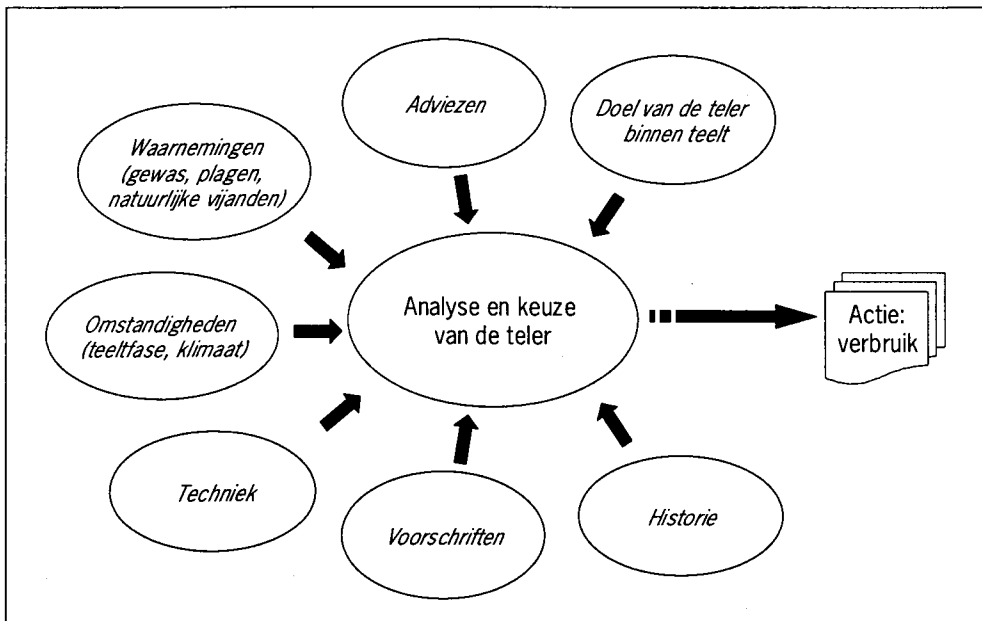 Adviezen
Doel van de teler
binnen teelt
Waarnemingen
(gewas, plagen,
natuurlijke vijanden)
Analyse en keuze
van de teler
Actie:
verbruik
Omstandigheden
(teeltfase, klimaat)
Techniek
Voorschriften
Historie